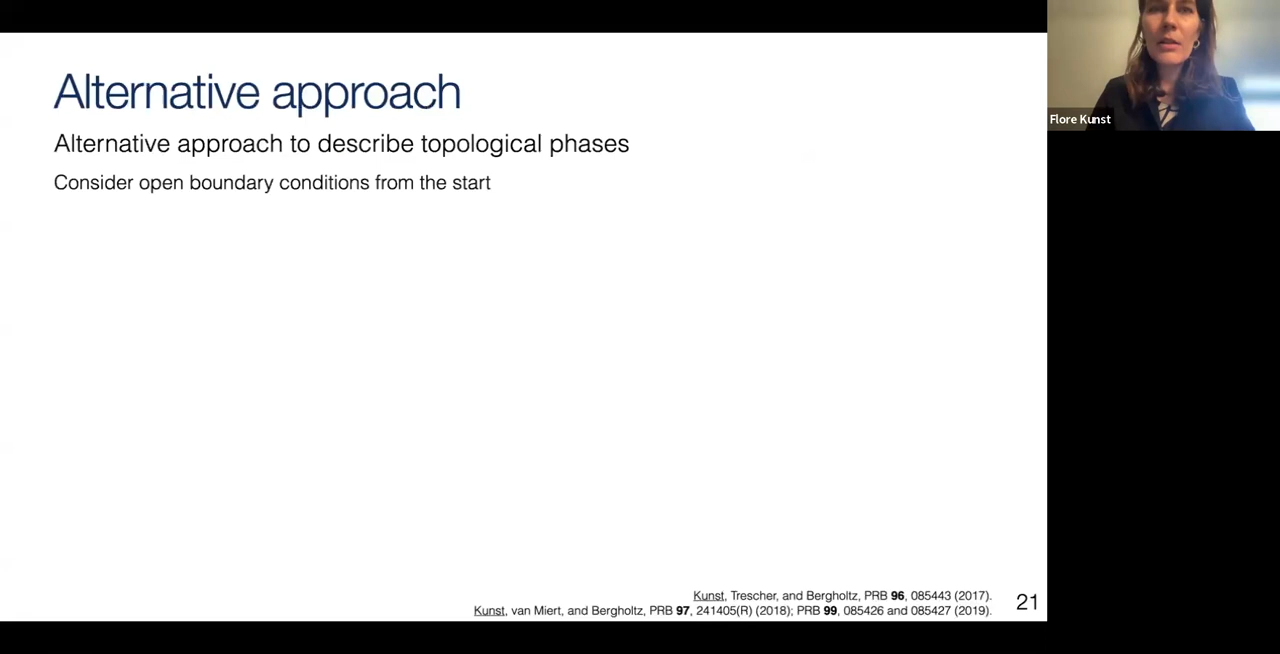 Alternative approach
Alternative approach to describe topological phases
Consider open boundary conditions from the start
Flore Kunst
Kunst, Trescher, and Bergholtz, PRB 96, 085443 (2017).
Kunst, van Miert, and Bergholtz, PRB 97, 241405(R) (2018); PRB 99, 085426 and 085427 (2019).
21